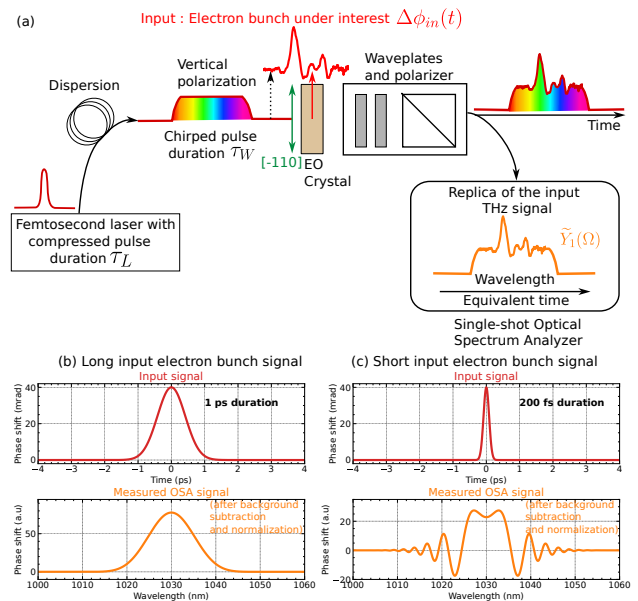 (a)
Input : Electron bunch under interest Δϕin(t)
Dispersion
Vertical
polarization
Chirped pulse
duration τW
[-110]
EO
Crystal
Waveplates
and polarizer
Time
Femtosecond laser with
compressed pulse
duration τL
Replica of the input
THz signal
Ỹ1(Ω)
Wavelength
Equivalent time
Single-shot Optical
Spectrum Analyzer
(b) Long input electron bunch signal
Input signal
1 ps duration
Phase shift (mrad)
40
20
0
−4 −3 −2 −1 0 1 2 3 4
Time (ps)
Measured OSA signal
(after background
subtraction
and normalization)
Phase shift (a.u)
50
0
1000 1010 1020 1030 1040 1050 1060
Wavelength (nm)
(c) Short input electron bunch signal
Input signal
200 fs duration
Phase shift (mrad)
40
20
0
−4 −3 −2 −1 0 1 2 3 4
Time (ps)
Measured OSA signal
(after background
subtraction
and normalization)
Phase shift (a.u)
20
0
−20
1000 1010 1020 1030 1040 1050 1060
Wavelength (nm)